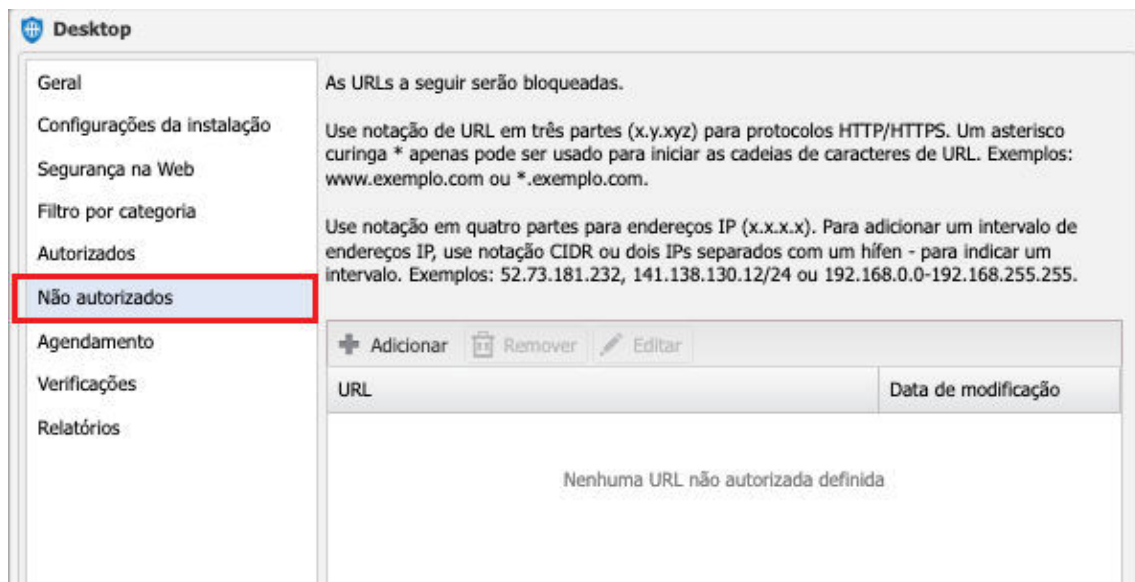 Desktop
Geral
Configurações da instalação
Segurança na Web
Filtro por categoria
Autorizados
Não autorizados
Agendamento
Verificações
Relatórios
As URLs a seguir serão bloqueadas.
Use notação de URL em três partes (x.y.xyz) para protocolos HTTP/HTTPS. Um asterisco
curinga * apenas pode ser usado para iniciar as cadeias de caracteres de URL. Exemplos:
www.exemplo.com ou *.exemplo.com.
Use notação em quatro partes para endereços IP (x.x.x.x). Para adicionar um intervalo de
endereços IP, use notação CIDR ou dois IPs separados com um hífen - para indicar um
intervalo. Exemplos: 52.73.181.232, 141.138.130.12/24 ou 192.168.0.0-192.168.255.255.
Adicionar Remover Editar
URL Data de modificação
Nenhuma URL não autorizada definida